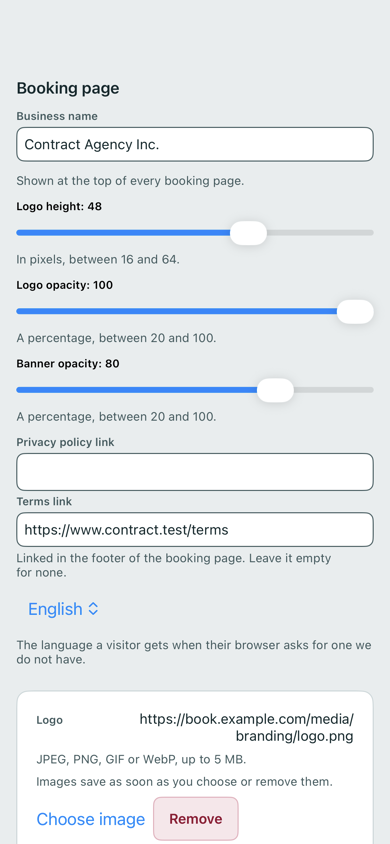 Booking page
Business name
Contract Agency Inc.
Shown at the top of every booking page.
Logo height: 48
In pixels, between 16 and 64.
Logo opacity: 100
A percentage, between 20 and 100.
Banner opacity: 80
A percentage, between 20 and 100.
Privacy policy link
Terms link
https://www.contract.test/terms
Linked in the footer of the booking page. Leave it empty
for none.
English
The language a visitor gets when their browser asks for one we
do not have.
Logo
https://book.example.com/media/
branding/logo.png
JPEG, PNG, GIF or WebP, up to 5 MB.
Images save as soon as you choose or remove them.
Choose image
Remove